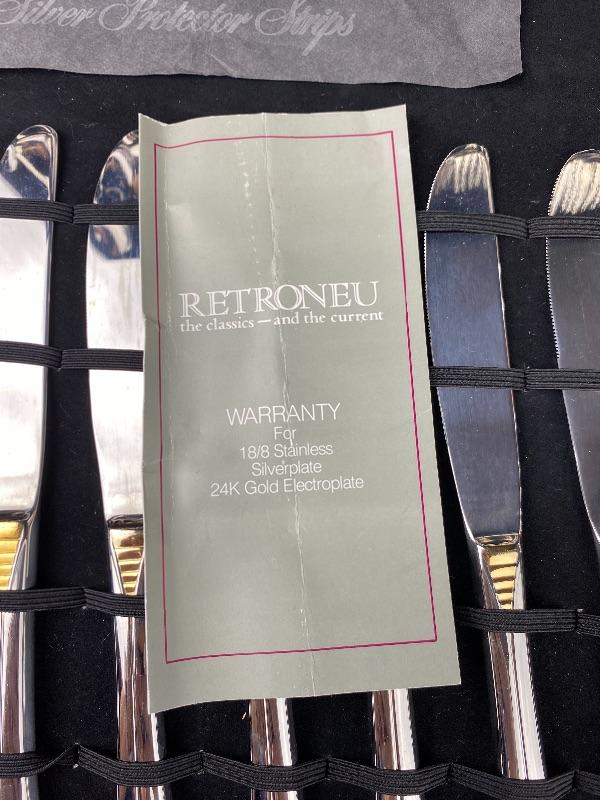 Silver Protector Strips
RETRONEU
the classics — and the current
WARRANTY
For
18/8 Stainless
Silverplate
24K Gold Electroplate